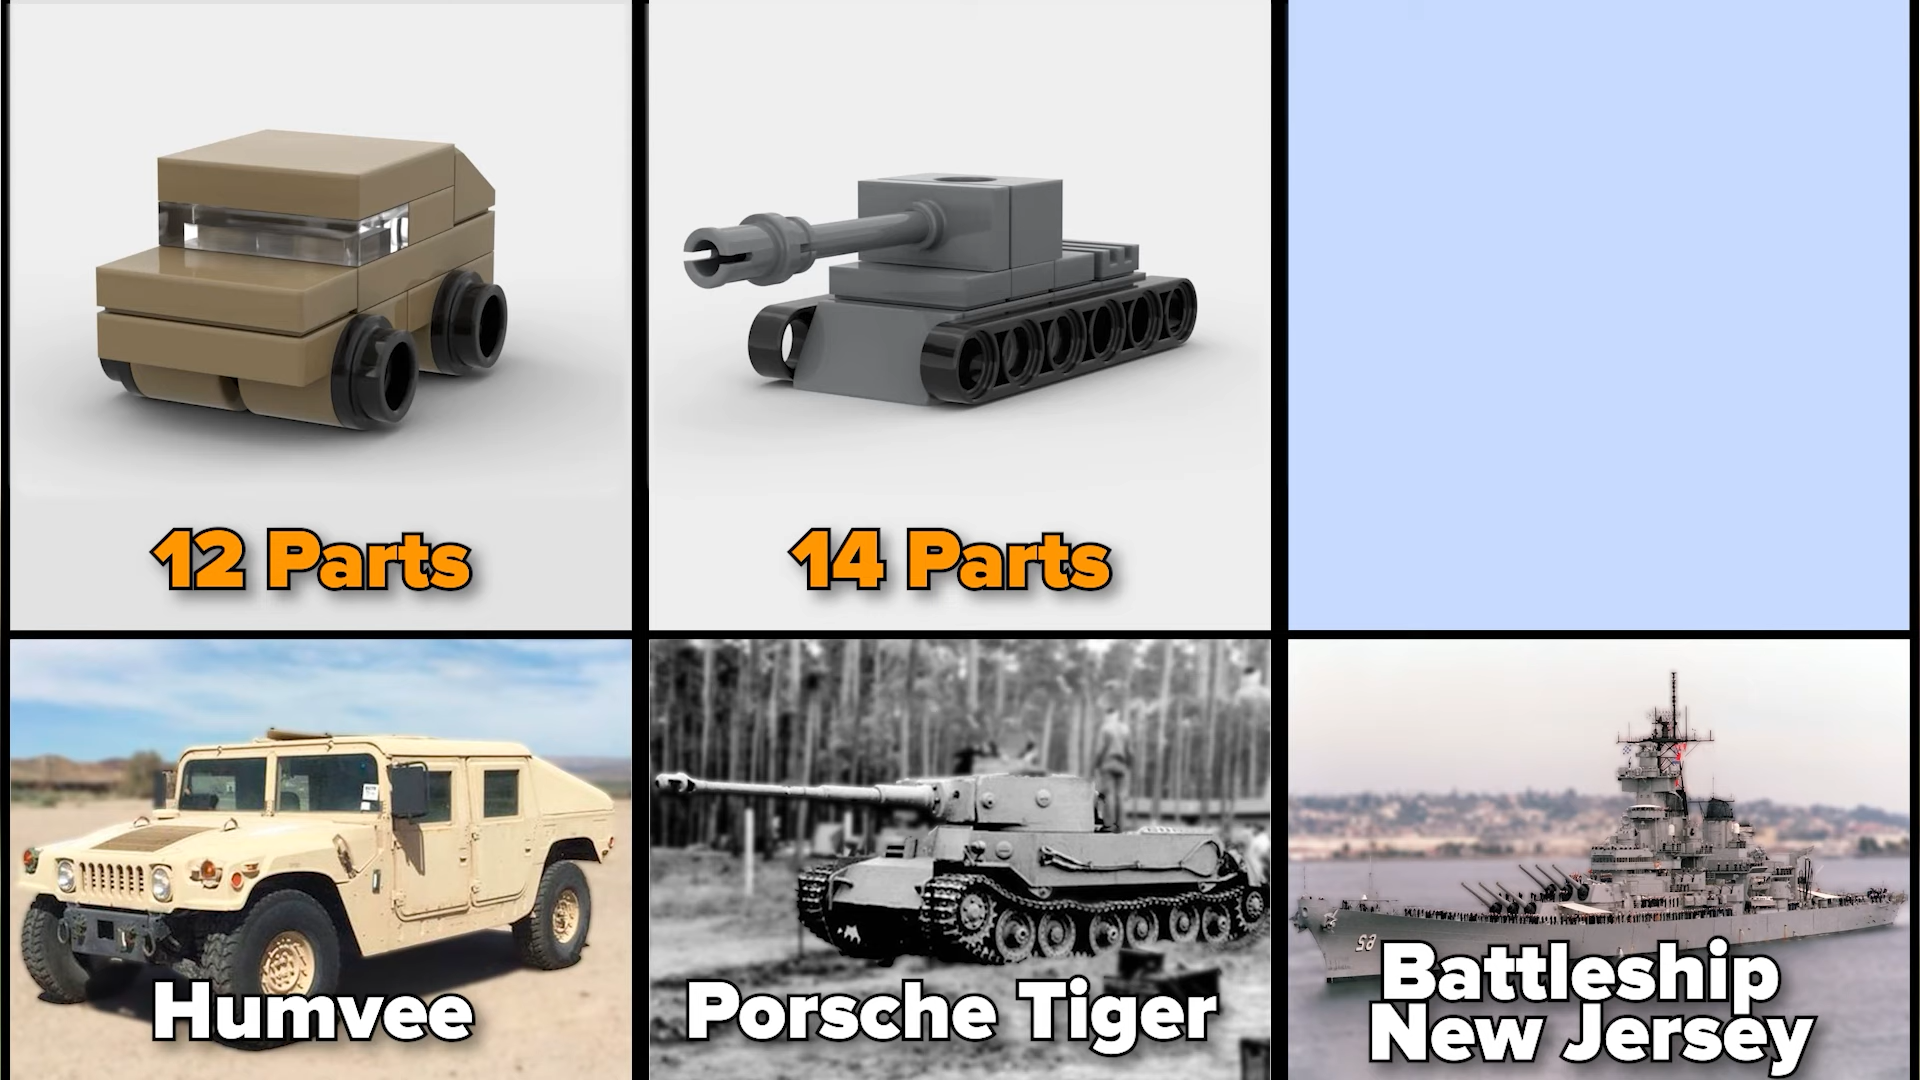 12 Parts
14 Parts
Humvee
Porsche Tiger
Battleship
New Jersey